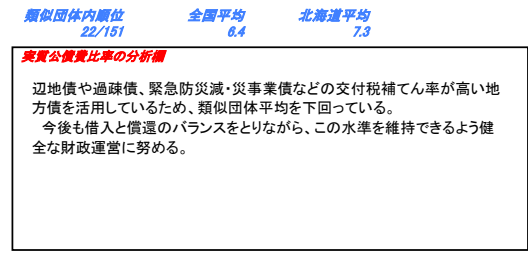 類似団体内順位 全国平均 北海道平均
22/151 6.4 7.3
実質公債費比率の分析欄
辺地債や過疎債、緊急防災減・災事業債などの交付税補てん率が高い地
方債を活用しているため、類似団体平均を下回っている。
今後も借入と償還のバランスをとりながら、この水準を維持できるよう健
全な財政運営に努める。